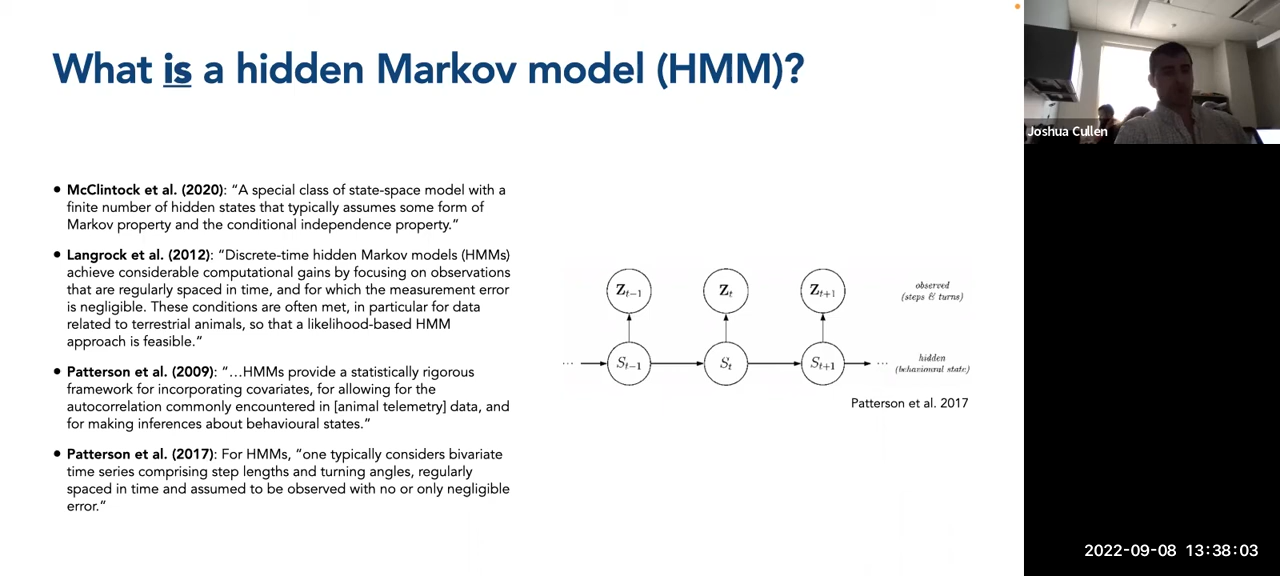 What is a hidden Markov model (HMM)?
Joshua Cullen
• McClintock et al. (2020): “A special class of state-space model with a
finite number of hidden states that typically assumes some form of
Markov property and the conditional independence property.”
• Langrock et al. (2012): “Discrete-time hidden Markov models (HMMs)
achieve considerable computational gains by focusing on observations
that are regularly spaced in time, and for which the measurement error
is negligible. These conditions are often met, in particular for data
related to terrestrial animals, so that a likelihood-based HMM
approach is feasible.”
• Patterson et al. (2009): “…HMMs provide a statistically rigorous
framework for incorporating covariates, for allowing for the
autocorrelation commonly encountered in [animal telemetry] data, and
for making inferences about behavioural states.”
• Patterson et al. (2017): For HMMs, “one typically considers bivariate
time series comprising step lengths and turning angles, regularly
spaced in time and assumed to be observed with no or only negligible
error.”
Z_{t−1} Z_t Z_{t+1} observed
(steps & turns)
··· S_{t−1} S_t S_{t+1} ··· hidden
(behavioural state)
Patterson et al. 2017
2022-09-08 13:38:03